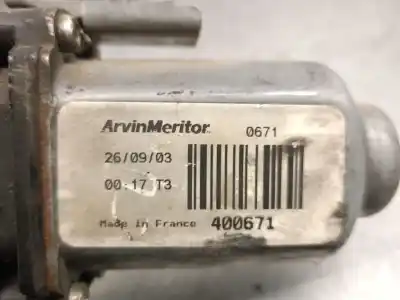 ArvinMeritor 0671
26/09/03
00:17 T3
Made in France 400671